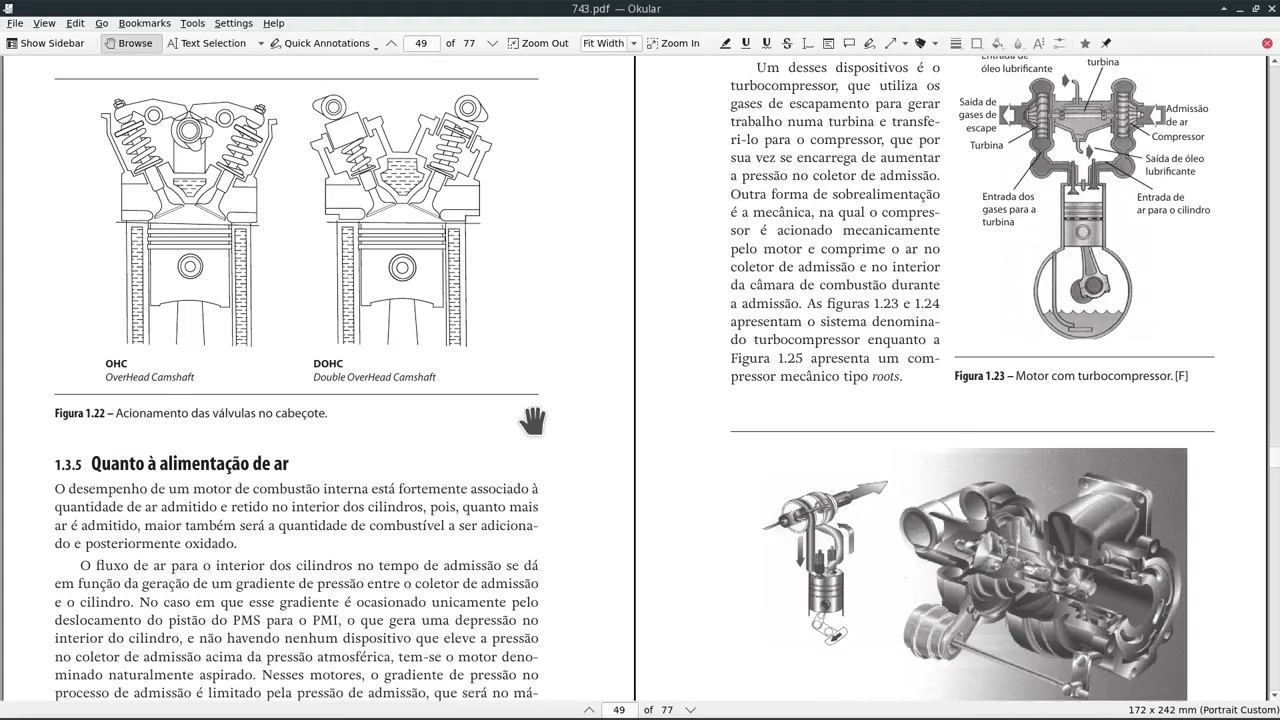 743.pdf — Okular
File View Edit Go Bookmarks Tools Settings Help
Show Sidebar Browse Text Selection Quick Annotations 49 of 77 Zoom Out Fit Width Zoom In
OHC
OverHead Camshaft
DOHC
Double OverHead Camshaft
Figura 1.22 – Acionamento das válvulas no cabeçote.
1.3.5 Quanto à alimentação de ar
O desempenho de um motor de combustão interna está fortemente associado à
quantidade de ar admitido e retido no interior dos cilindros, pois, quanto mais
ar é admitido, maior também será a quantidade de combustível a ser adiciona-
do e posteriormente oxidado.
O fluxo de ar para o interior dos cilindros no tempo de admissão se dá
em função da geração de um gradiente de pressão entre o coletor de admissão
e o cilindro. No caso em que esse gradiente é ocasionado unicamente pelo
deslocamento do pistão do PMS para o PMI, o que gera uma depressão no
interior do cilindro, e não havendo nenhum dispositivo que eleve a pressão
no coletor de admissão acima da pressão atmosférica, tem-se o motor deno-
minado naturalmente aspirado. Nesses motores, o gradiente de pressão no
processo de admissão é limitado pela pressão de admissão, que será no má-
Um desses dispositivos é o
turbocompressor, que utiliza os
gases de escapamento para gerar
trabalho numa turbina e transfe-
ri-lo para o compressor, que por
sua vez se encarrega de aumentar
a pressão no coletor de admissão.
Outra forma de sobrealimentação
é a mecânica, na qual o compres-
sor é acionado mecanicamente
pelo motor e comprime o ar no
coletor de admissão e no interior
da câmara de combustão durante
a admissão. As figuras 1.23 e 1.24
apresentam o sistema denomina-
do turbocompressor enquanto a
Figura 1.25 apresenta um com-
pressor mecânico tipo roots.
Entrada de
óleo lubrificante
turbina
Saída de
gases de
escape
Turbina
Admissão
de ar
Compressor
Saída de óleo
lubrificante
Entrada dos
gases para a
turbina
Entrada de
ar para o cilindro
Figura 1.23 – Motor com turbocompressor. [F]
49 of 77
172 x 242 mm (Portrait Custom)